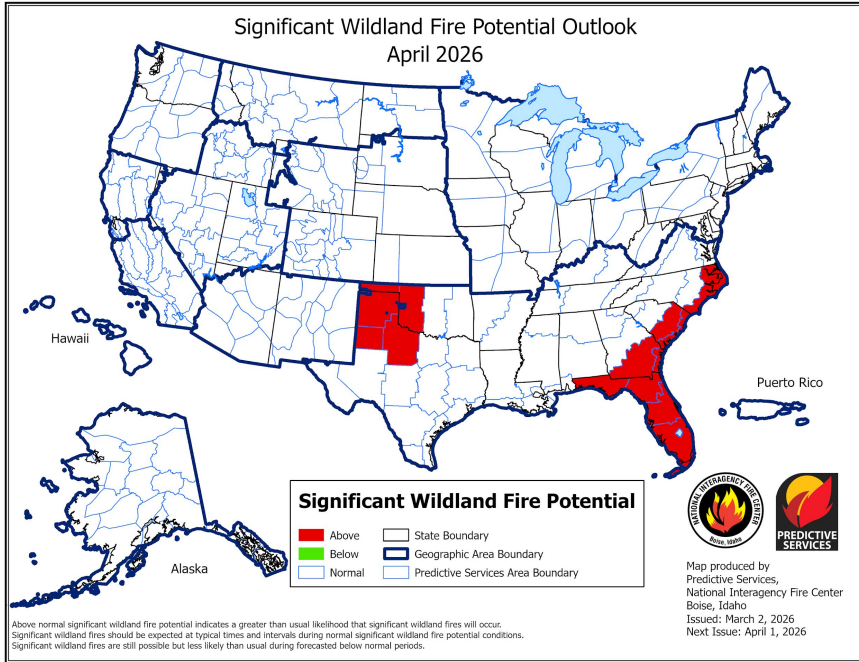 Significant Wildland Fire Potential Outlook
April 2026
Hawaii
Puerto Rico
Alaska
Significant Wildland Fire Potential
Above
State Boundary
Below
Geographic Area Boundary
Normal
Predictive Services Area Boundary
NATIONAL INTERAGENCY FIRE CENTER
Boise, Idaho
PREDICTIVE
SERVICES
Map produced by
Predictive Services,
National Interagency Fire Center
Boise, Idaho
Issued: March 2, 2026
Next Issue: April 1, 2026
Above normal significant wildland fire potential indicates a greater than usual likelihood that significant wildland fires will occur.
Significant wildland fires should be expected at typical times and intervals during normal significant wildland fire potential conditions.
Significant wildland fires are still possible but less likely than usual during forecasted below normal periods.